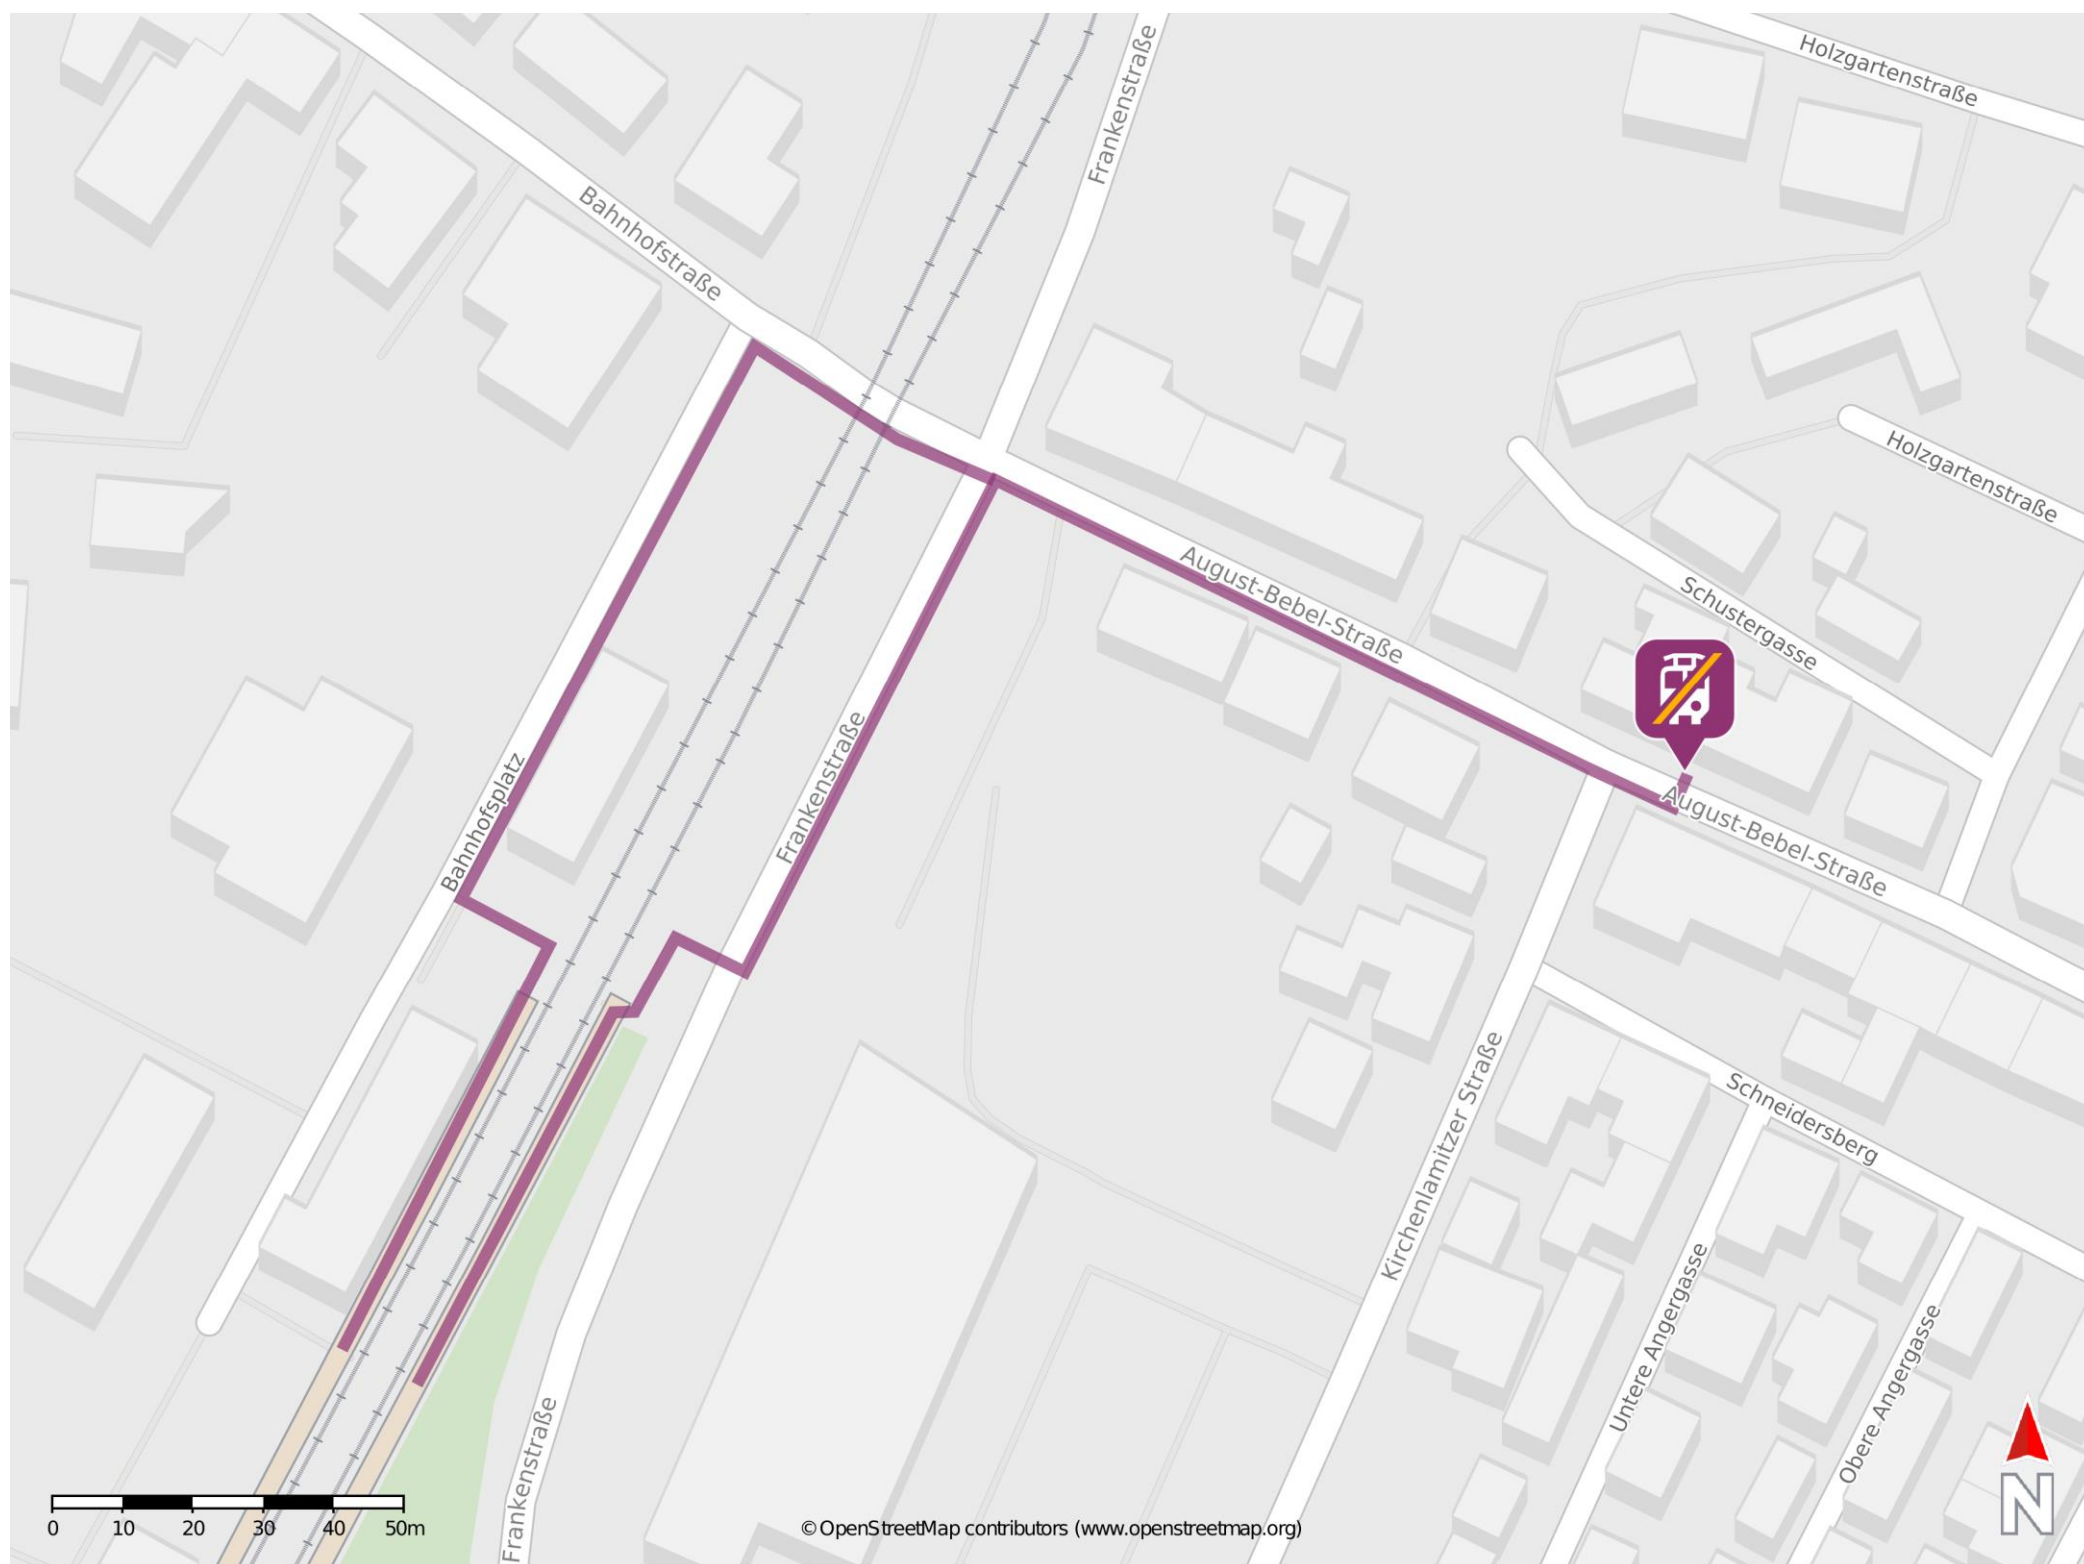 Holzgartenstraße
Frankenstraße
Bahnhofstraße
Holzgartenstraße
August-Bebel-Straße
Schustergasse
Frankenstraße
Bahnhofsplatz
August-Bebel-Straße
Kirchenlamitzer Straße
Schneidersberg
Untere Angergasse
Obere Angergasse
Frankenstraße
N
0 10 20 30 40 50m
© OpenStreetMap contributors (www.openstreetmap.org)